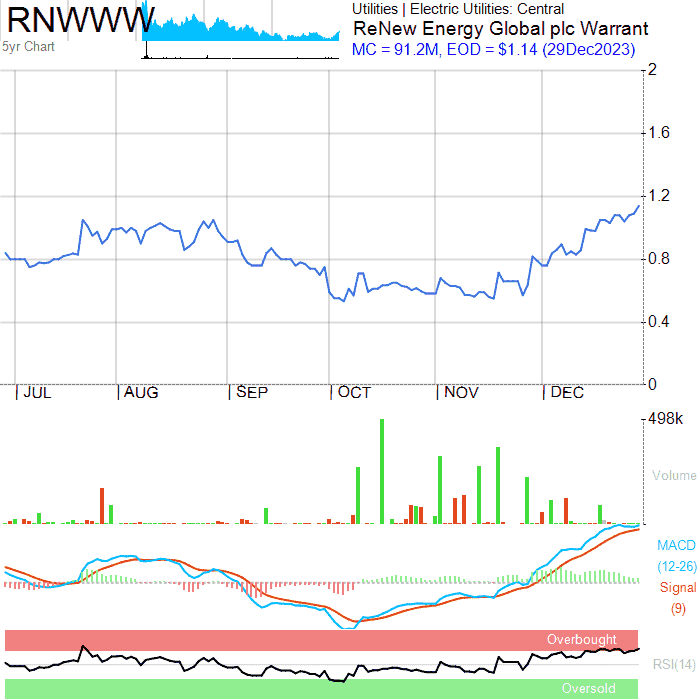 RNWWW
5yr Chart
Utilities | Electric Utilities: Central
ReNew Energy Global plc Warrant
MC = 91.2M, EOD = $1.14 (29Dec2023)
2
1.6
1.2
0.8
0.4
0
JUL
AUG
SEP
OCT
NOV
DEC
498k
Volume
MACD
(12-26)
Signal
(9)
Overbought
RSI(14)
Oversold